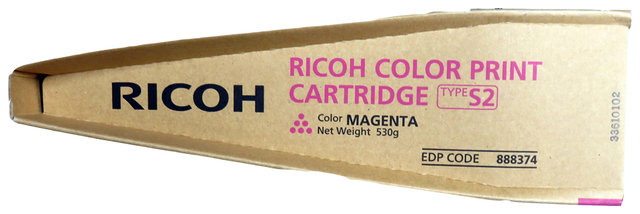 RICOH
RICOH COLOR PRINT
CARTRIDGE TYPE S2
Color MAGENTA
Net Weight 530g
EDP CODE 888374
33610102